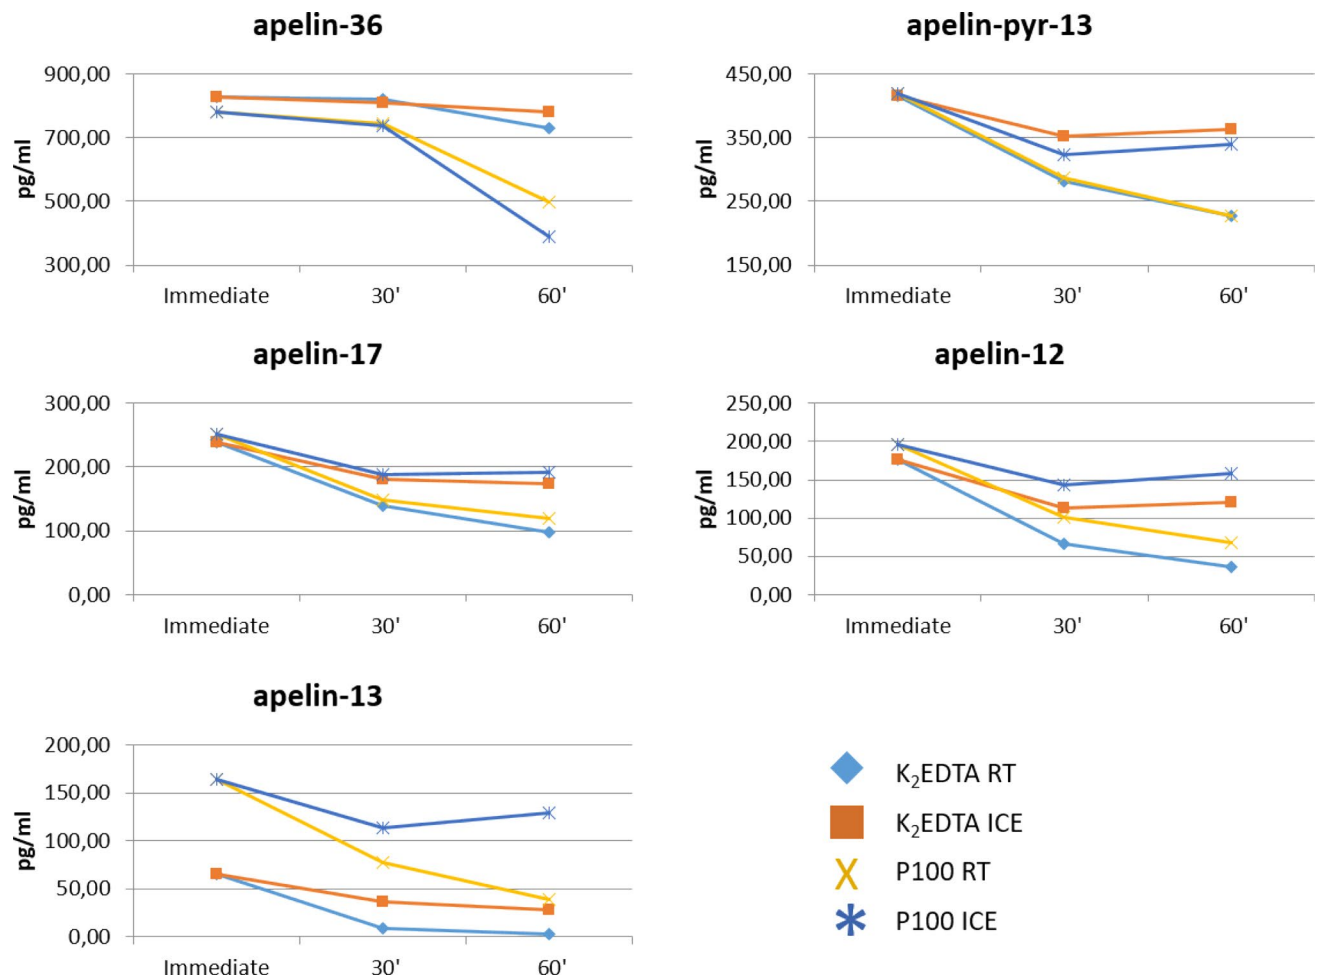 apelin-36
900,00
700,00
500,00
300,00
pg/ml
Immediate 30' 60'
apelin-pyr-13
450,00
350,00
250,00
150,00
pg/ml
Immediate 30' 60'
apelin-17
300,00
200,00
100,00
0,00
pg/ml
Immediate 30' 60'
apelin-12
250,00
200,00
150,00
100,00
50,00
0,00
pg/ml
Immediate 30' 60'
apelin-13
200,00
150,00
100,00
50,00
0,00
pg/ml
Immediate 30' 60'
K₂EDTA RT
K₂EDTA ICE
P100 RT
P100 ICE